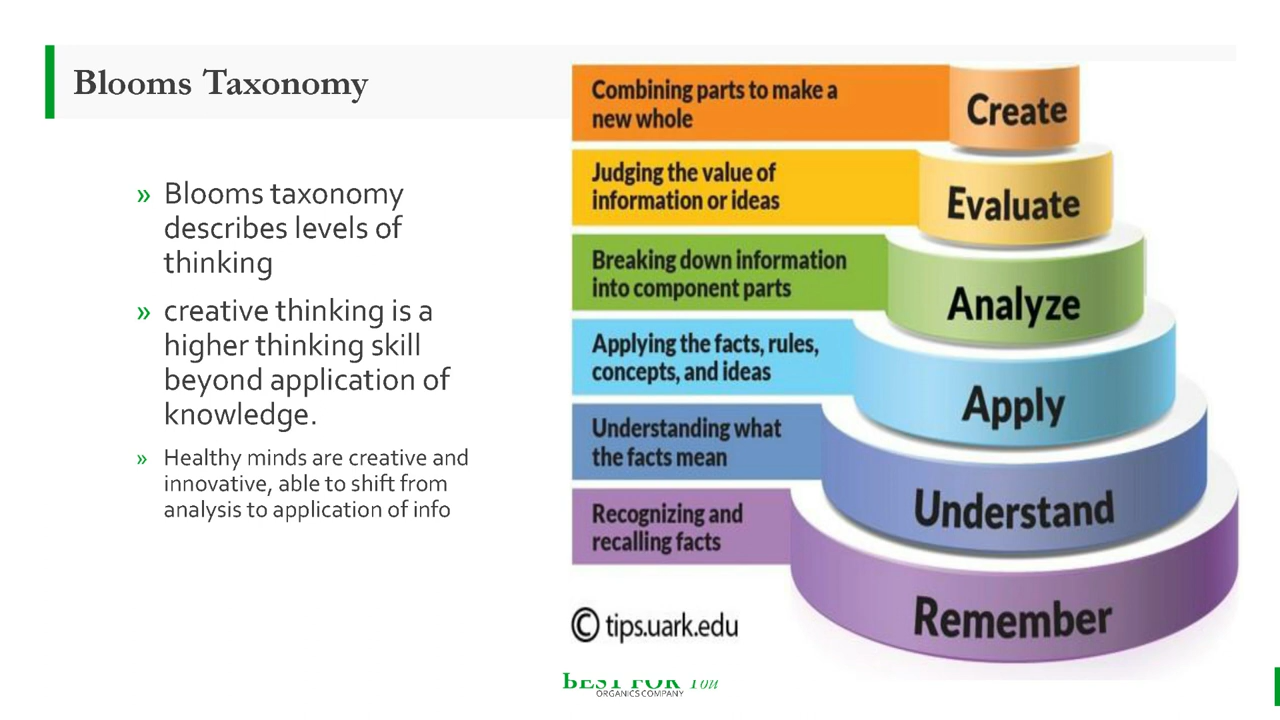 Blooms Taxonomy
» Blooms taxonomy
describes levels of
thinking
» creative thinking is a
higher thinking skill
beyond application of
knowledge.
» Healthy minds are creative and
innovative, able to shift from
analysis to application of info
Combining parts to make a
new whole
Create
Judging the value of
information or ideas
Evaluate
Breaking down information
into component parts
Analyze
Applying the facts, rules,
concepts, and ideas
Apply
Understanding what
the facts mean
Understand
Recognizing and
recalling facts
Remember
© tips.uark.edu
BEST FOR You
ORGANICS COMPANY